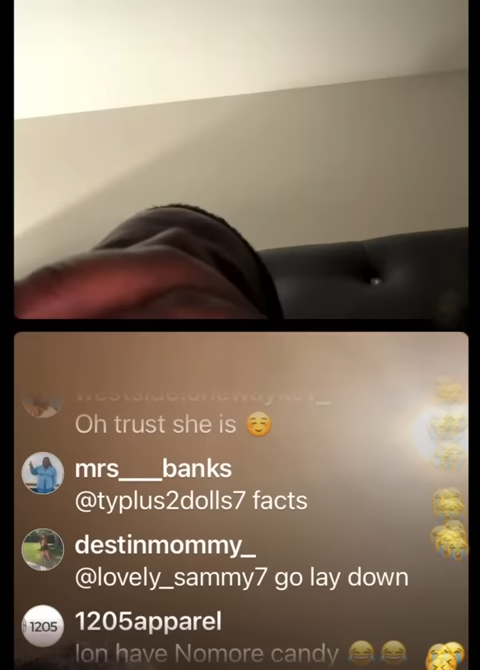 Oh trust she is ☺️
mrs___banks
@typlus2dolls7 facts
destinmommy_
@lovely_sammy7 go lay down
1205
1205apparel
Ion have Nomore candy 😂😂